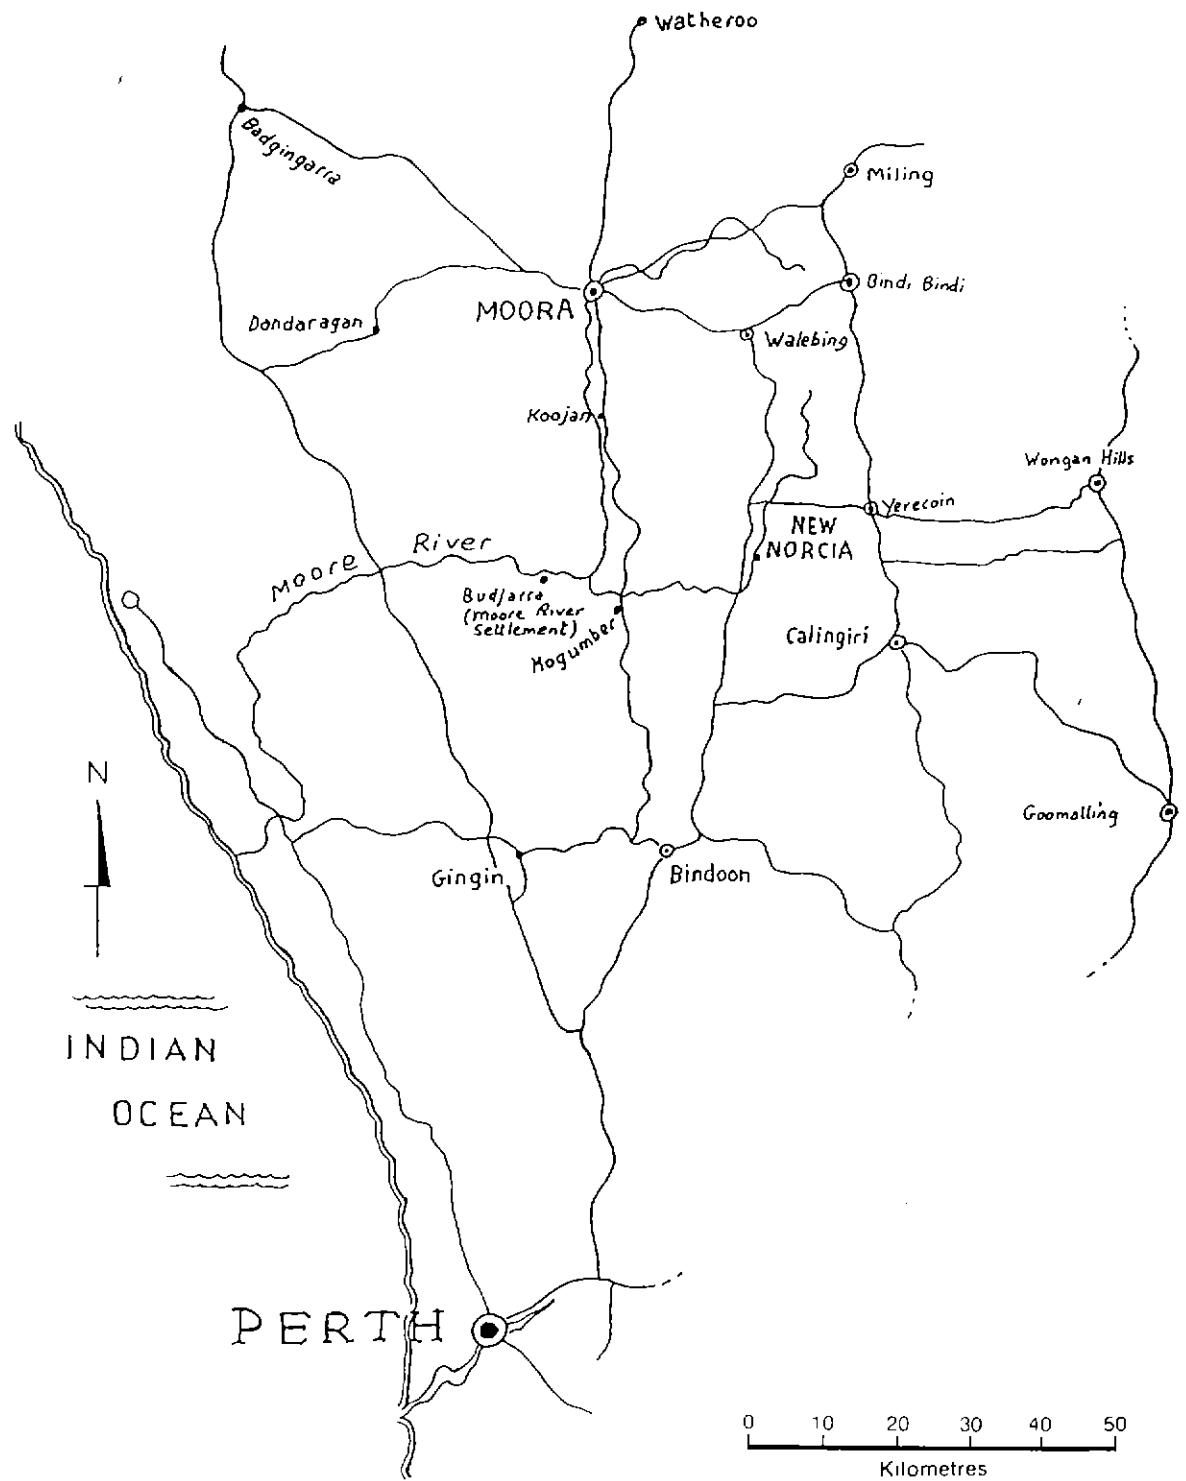 Watheroo
Badgingarra
Miling
MOORA
Bindi Bindi
Dandaragan
Walebing
Koojan
Wongan Hills
Yerecoin
NEW
NORCIA
Moore River
Budjarra
(Moore River
Settlement)
Mogumber
Calingiri
N
Goomalling
Gingin
Bindoon
INDIAN
OCEAN
PERTH
0 10 20 30 40 50
Kilometres